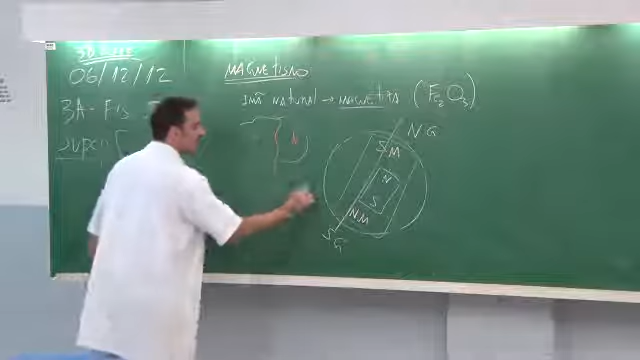 06/12/12
3A - Fís
MAGNETISMO
Imã natural → magnetita (Fe2O3)
N
N G
S M
N
S
N M
S G